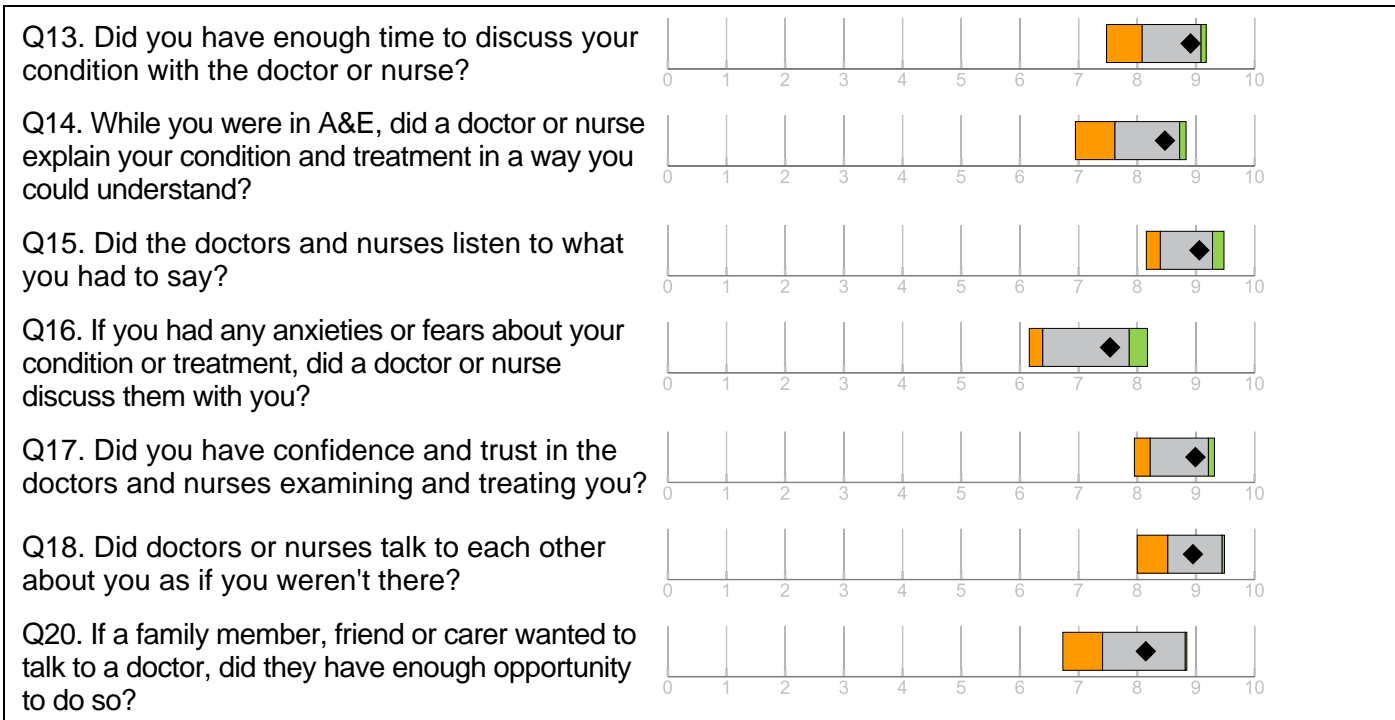 Q13. Did you have enough time to discuss your
condition with the doctor or nurse?
0 1 2 3 4 5 6 7 8 9 10
Q14. While you were in A&E, did a doctor or nurse
explain your condition and treatment in a way you
could understand?
0 1 2 3 4 5 6 7 8 9 10
Q15. Did the doctors and nurses listen to what
you had to say?
0 1 2 3 4 5 6 7 8 9 10
Q16. If you had any anxieties or fears about your
condition or treatment, did a doctor or nurse
discuss them with you?
0 1 2 3 4 5 6 7 8 9 10
Q17. Did you have confidence and trust in the
doctors and nurses examining and treating you?
0 1 2 3 4 5 6 7 8 9 10
Q18. Did doctors or nurses talk to each other
about you as if you weren't there?
0 1 2 3 4 5 6 7 8 9 10
Q20. If a family member, friend or carer wanted to
talk to a doctor, did they have enough opportunity
to do so?
0 1 2 3 4 5 6 7 8 9 10